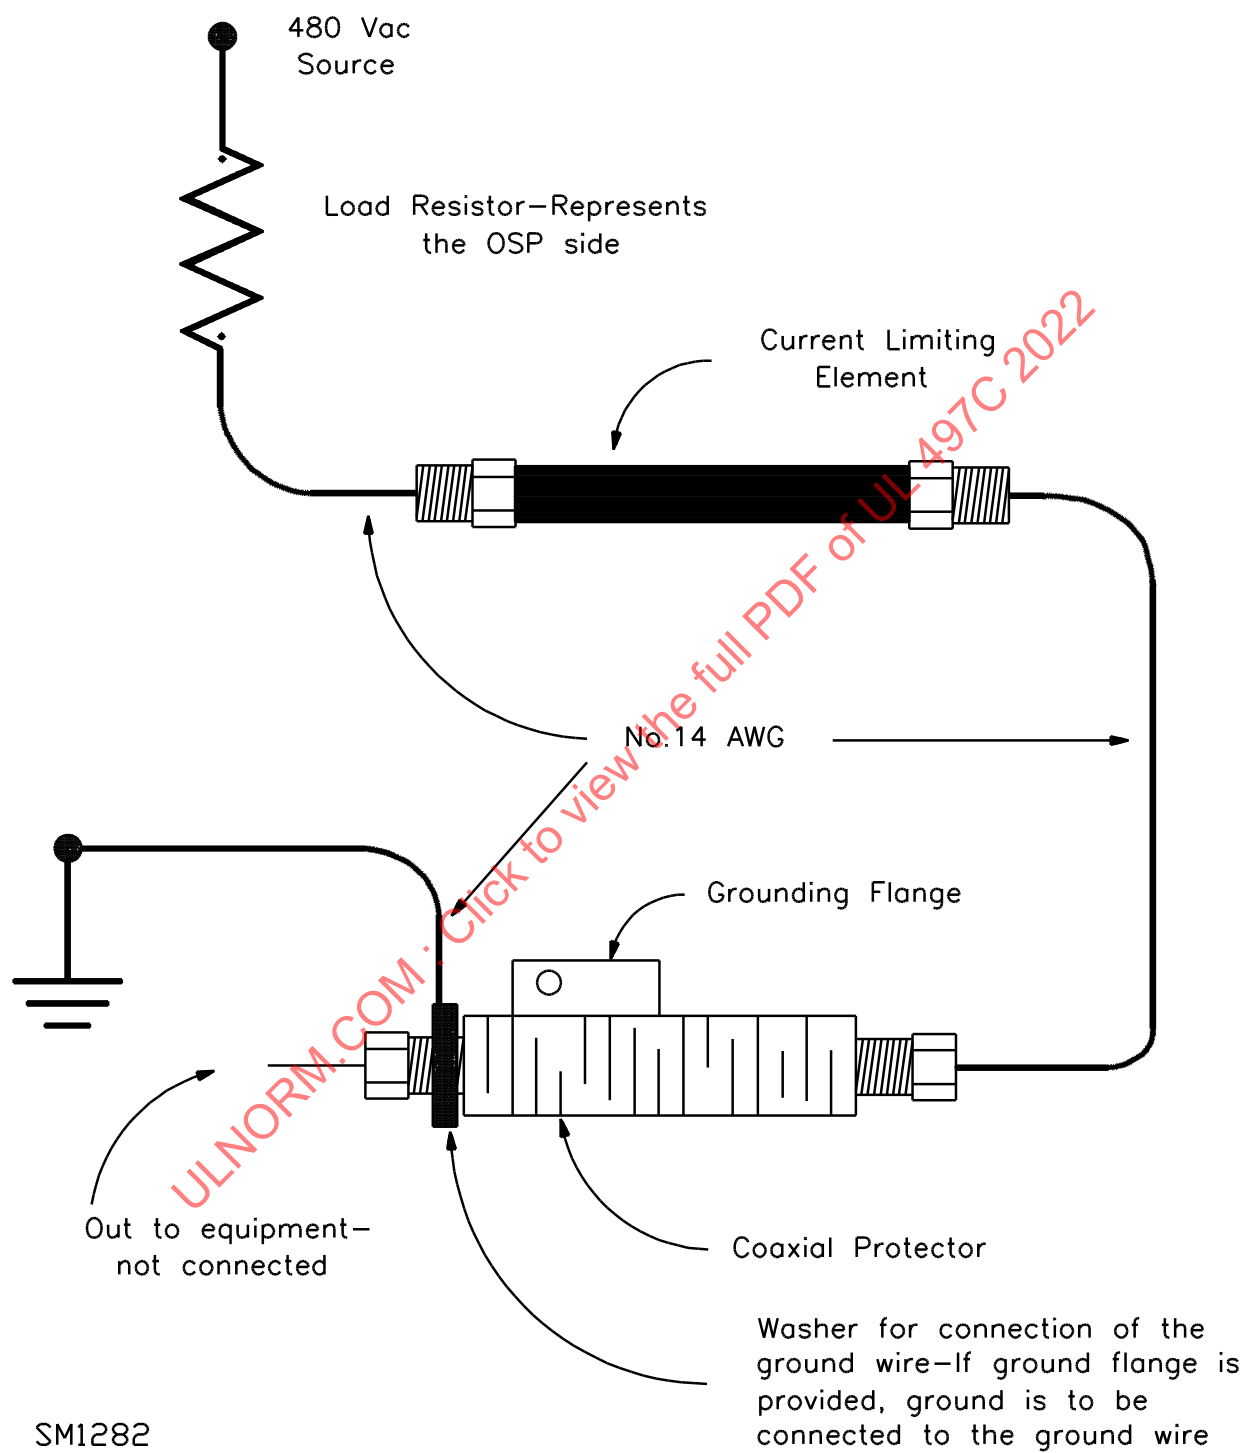 480 Vac
Source
Load Resistor-Represents
the OSP side
Current Limiting
Element
No.14 AWG
Grounding Flange
Out to equipment-
not connected
Coaxial Protector
Washer for connection of the
ground wire-If ground flange is
provided, ground is to be
connected to the ground wire
SM1282
ULNORM.COM : Click to view the full PDF of UL 497C 2022